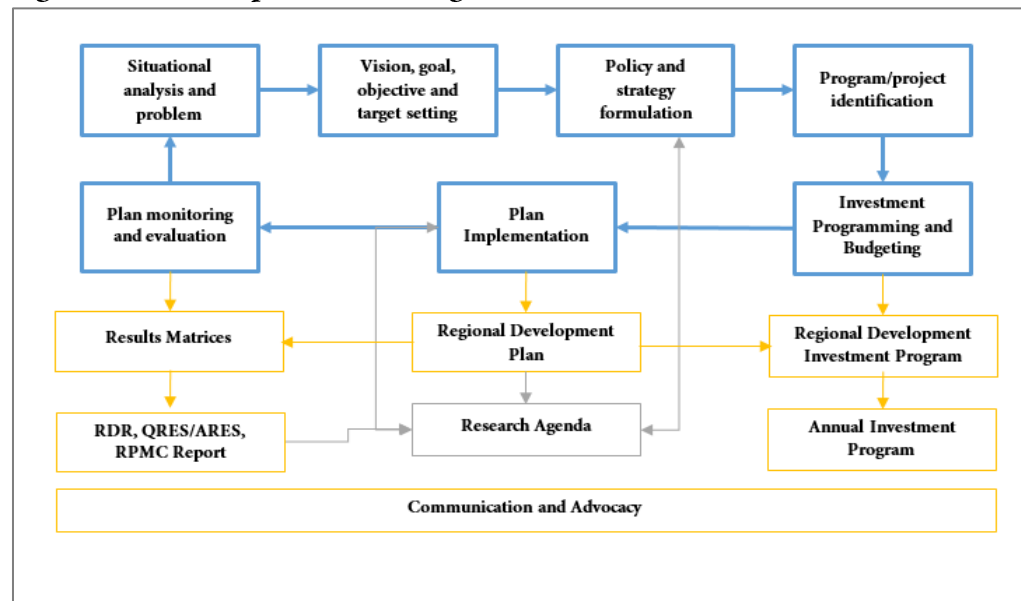 Situational
analysis and
problem
Vision, goal,
objective and
target setting
Policy and
strategy
formulation
Program/project
identification
Plan monitoring
and evaluation
Plan
Implementation
Investment
Programming and
Budgeting
Results Matrices
Regional Development
Plan
Regional Development
Investment Program
RDR, QRES/ARES,
RPMC Report
Research Agenda
Annual Investment
Program
Communication and Advocacy